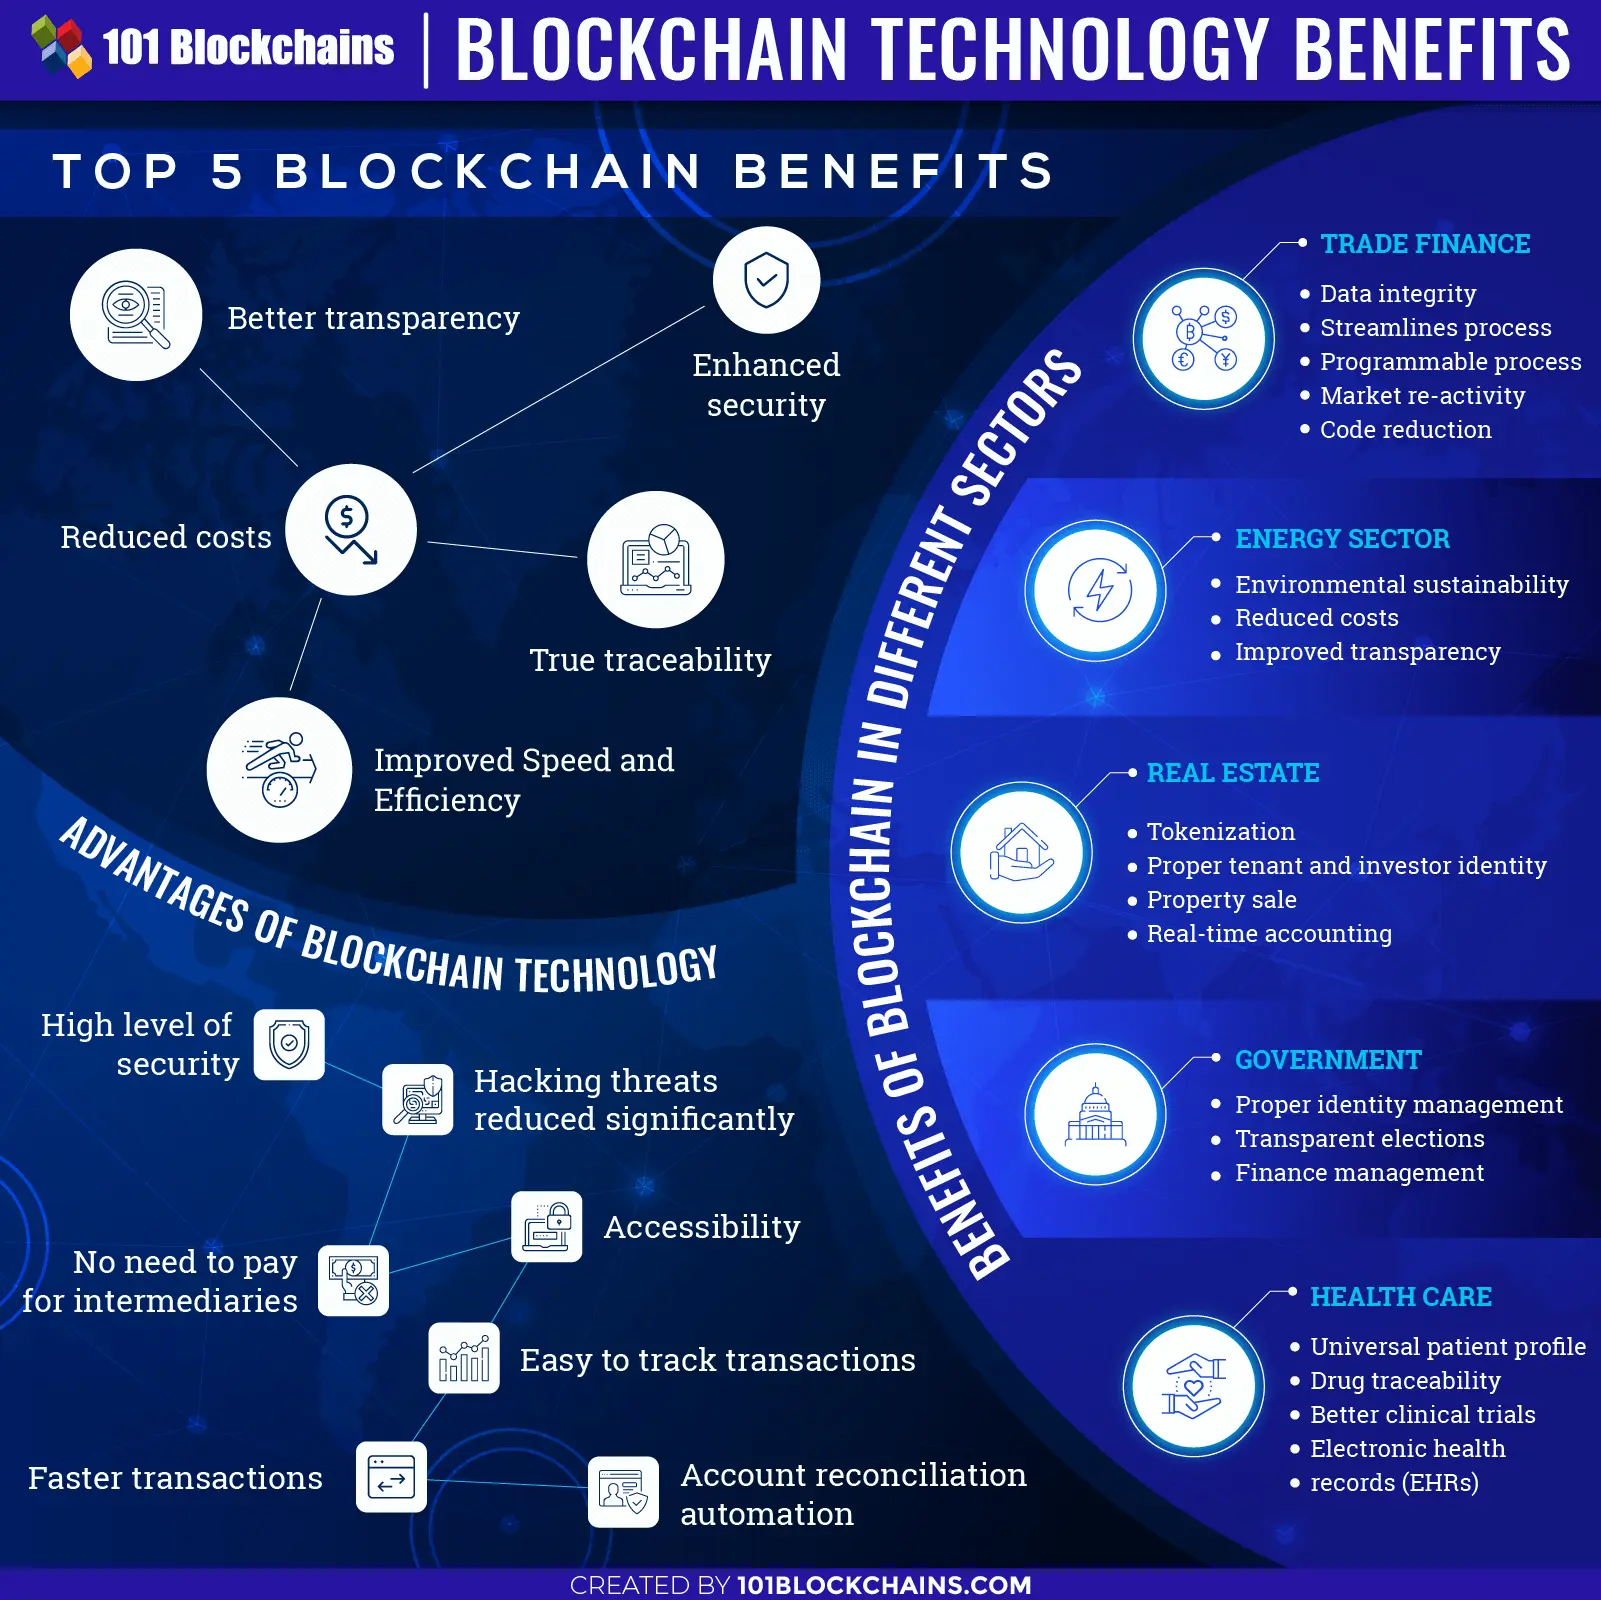 101 Blockchains
BLOCKCHAIN TECHNOLOGY BENEFITS
TOP 5 BLOCKCHAIN BENEFITS
Better transparency
Enhanced
security
Reduced costs
True traceability
Improved Speed and
Efficiency
ADVANTAGES OF BLOCKCHAIN TECHNOLOGY
High level of
security
Hacking threats
reduced significantly
No need to pay
for intermediaries
Accessibility
Easy to track transactions
Faster transactions
Account reconciliation
automation
BENEFITS OF BLOCKCHAIN IN DIFFERENT SECTORS
TRADE FINANCE
• Data integrity
• Streamlines process
• Programmable process
• Market re-activity
• Code reduction
ENERGY SECTOR
• Environmental sustainability
• Reduced costs
• Improved transparency
REAL ESTATE
• Tokenization
• Proper tenant and investor identity
• Property sale
• Real-time accounting
GOVERNMENT
• Proper identity management
• Transparent elections
• Finance management
HEALTH CARE
• Universal patient profile
• Drug traceability
• Better clinical trials
• Electronic health
• records (EHRs)
CREATED BY 101BLOCKCHAINS.COM